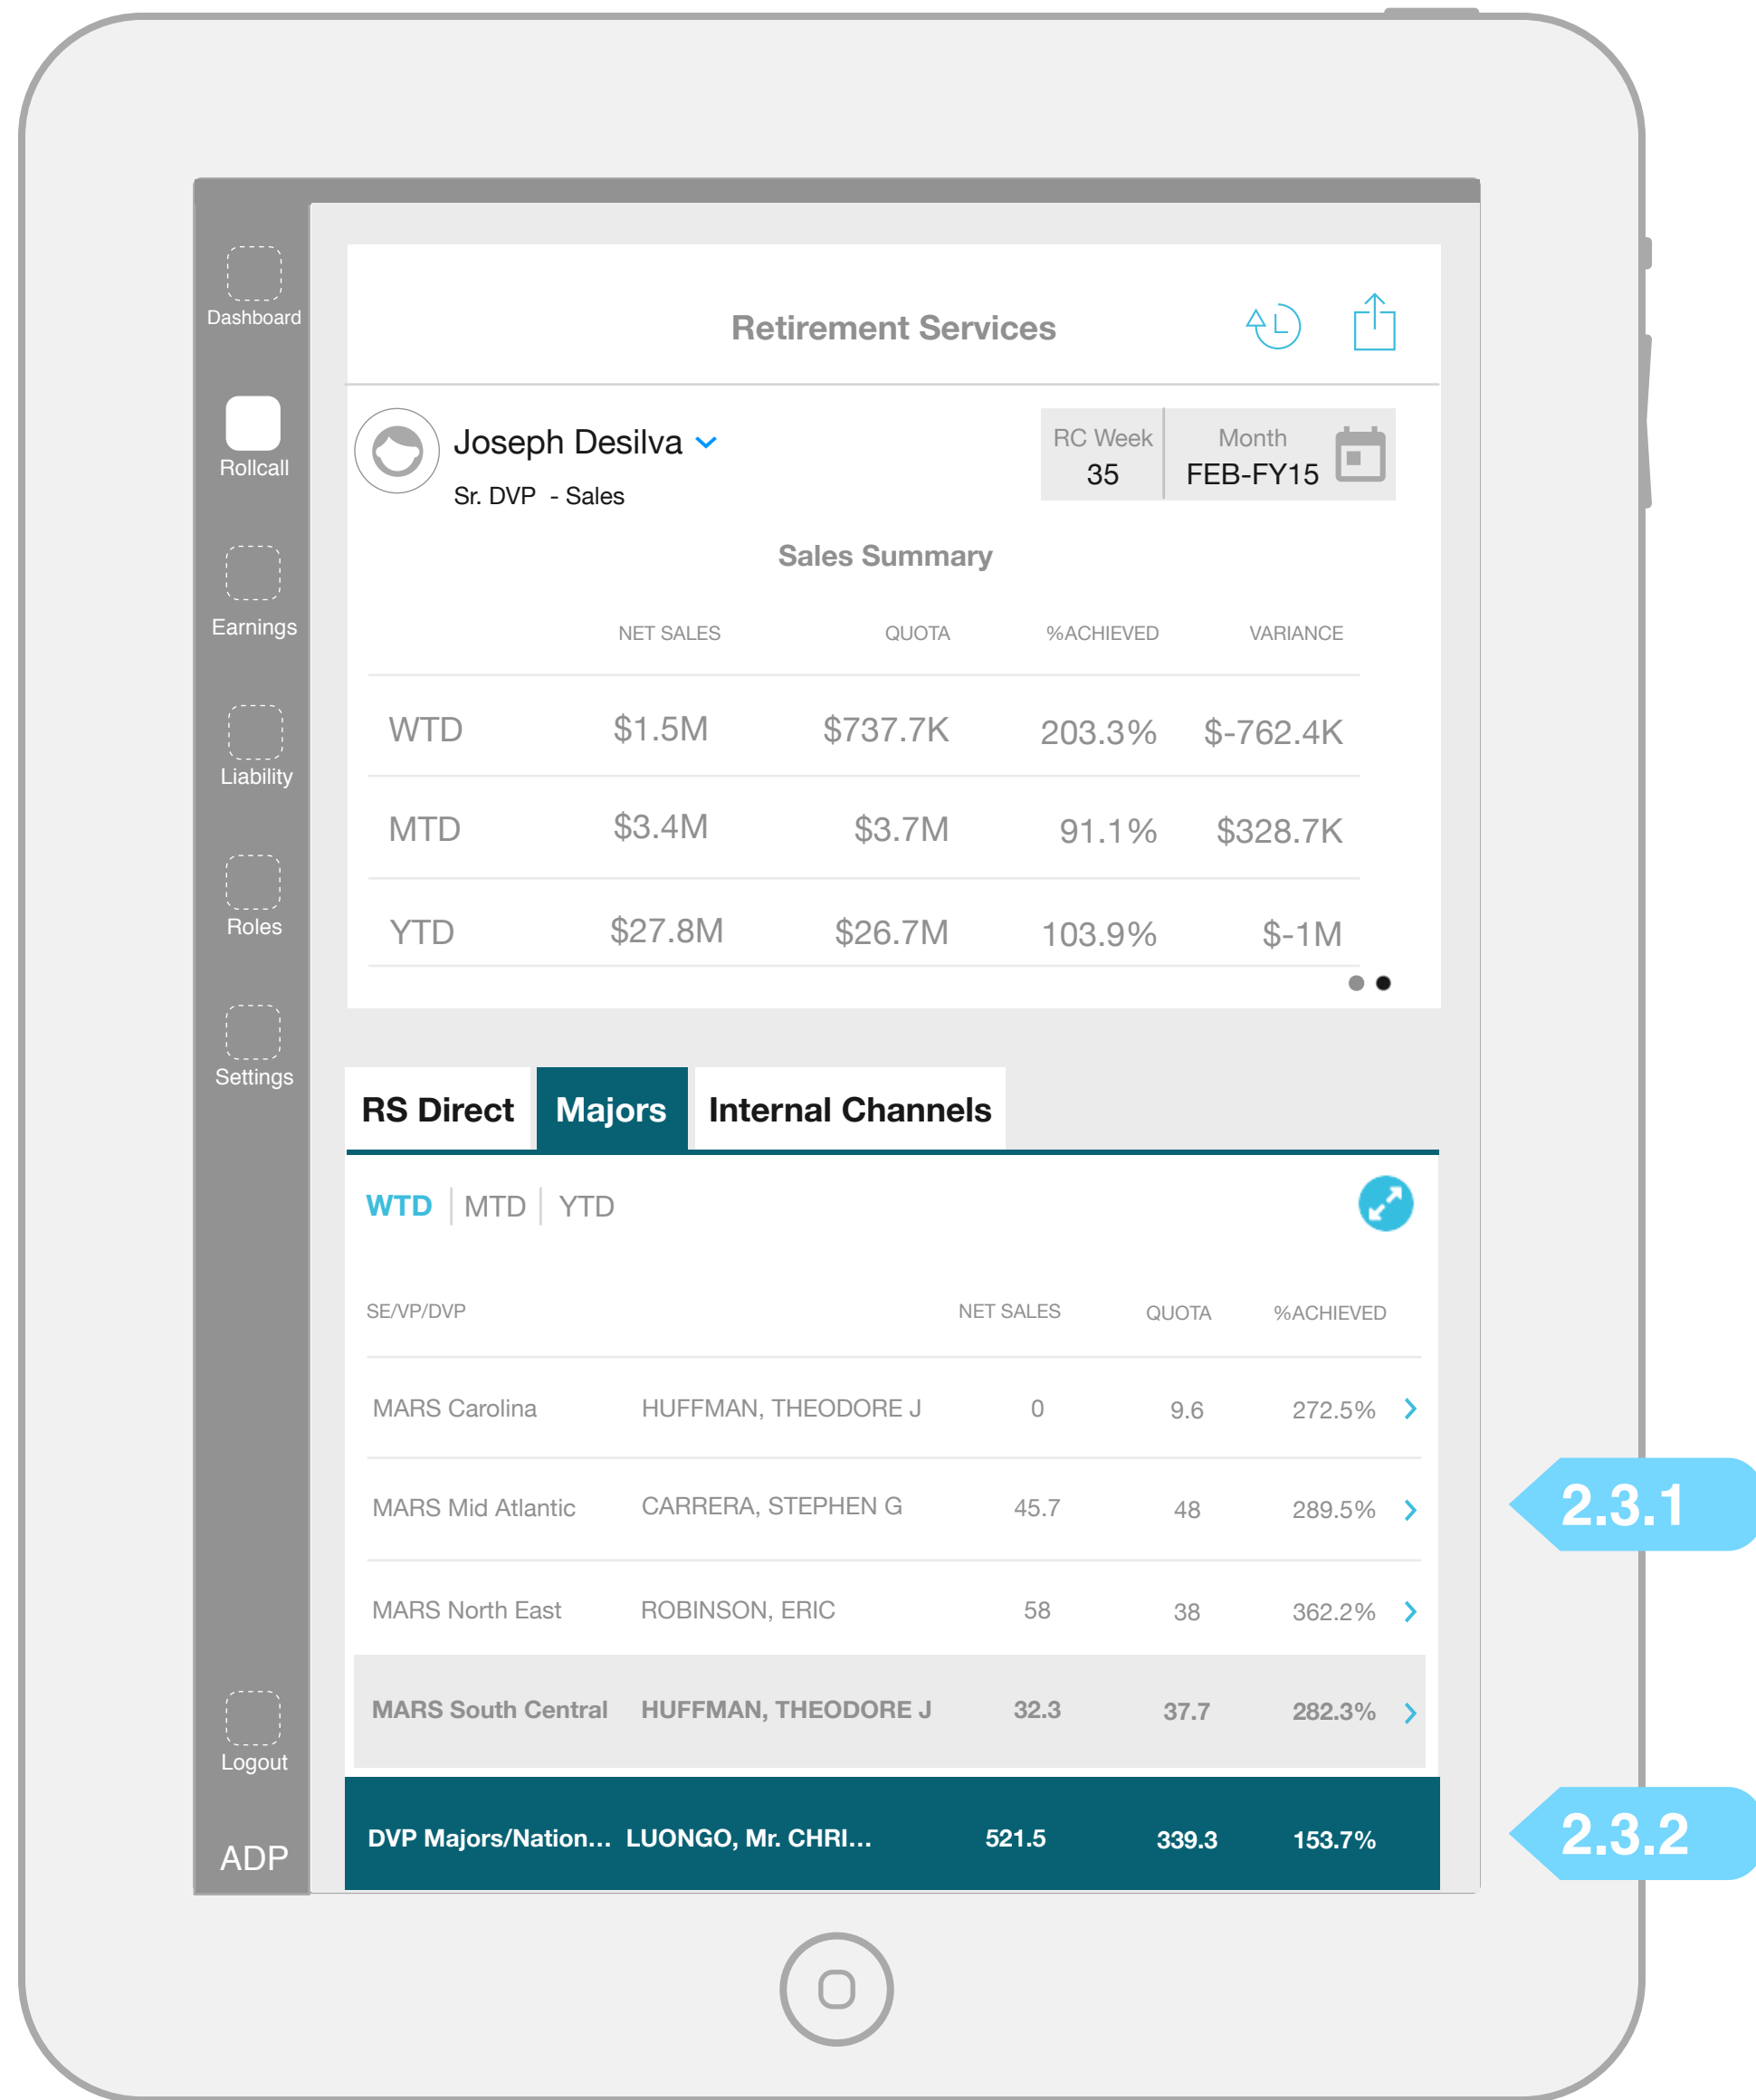 Dashboard
Rollcall
Earnings
Liability
Roles
Settings
Logout
ADP
Retirement Services
Joseph Desilva
Sr. DVP - Sales
RC Week
35
Month
FEB-FY15
Sales Summary
NET SALES QUOTA %ACHIEVED VARIANCE
WTD $1.5M $737.7K 203.3% $-762.4K
MTD $3.4M $3.7M 91.1% $328.7K
YTD $27.8M $26.7M 103.9% $-1M
RS Direct Majors Internal Channels
WTD MTD YTD
SE/VP/DVP NET SALES QUOTA %ACHIEVED
MARS Carolina HUFFMAN, THEODORE J 0 9.6 272.5%
MARS Mid Atlantic CARRERA, STEPHEN G 45.7 48 289.5%
2.3.1
MARS North East ROBINSON, ERIC 58 38 362.2%
MARS South Central HUFFMAN, THEODORE J 32.3 37.7 282.3%
DVP Majors/Nation... LUONGO, Mr. CHRI... 521.5 339.3 153.7%
2.3.2